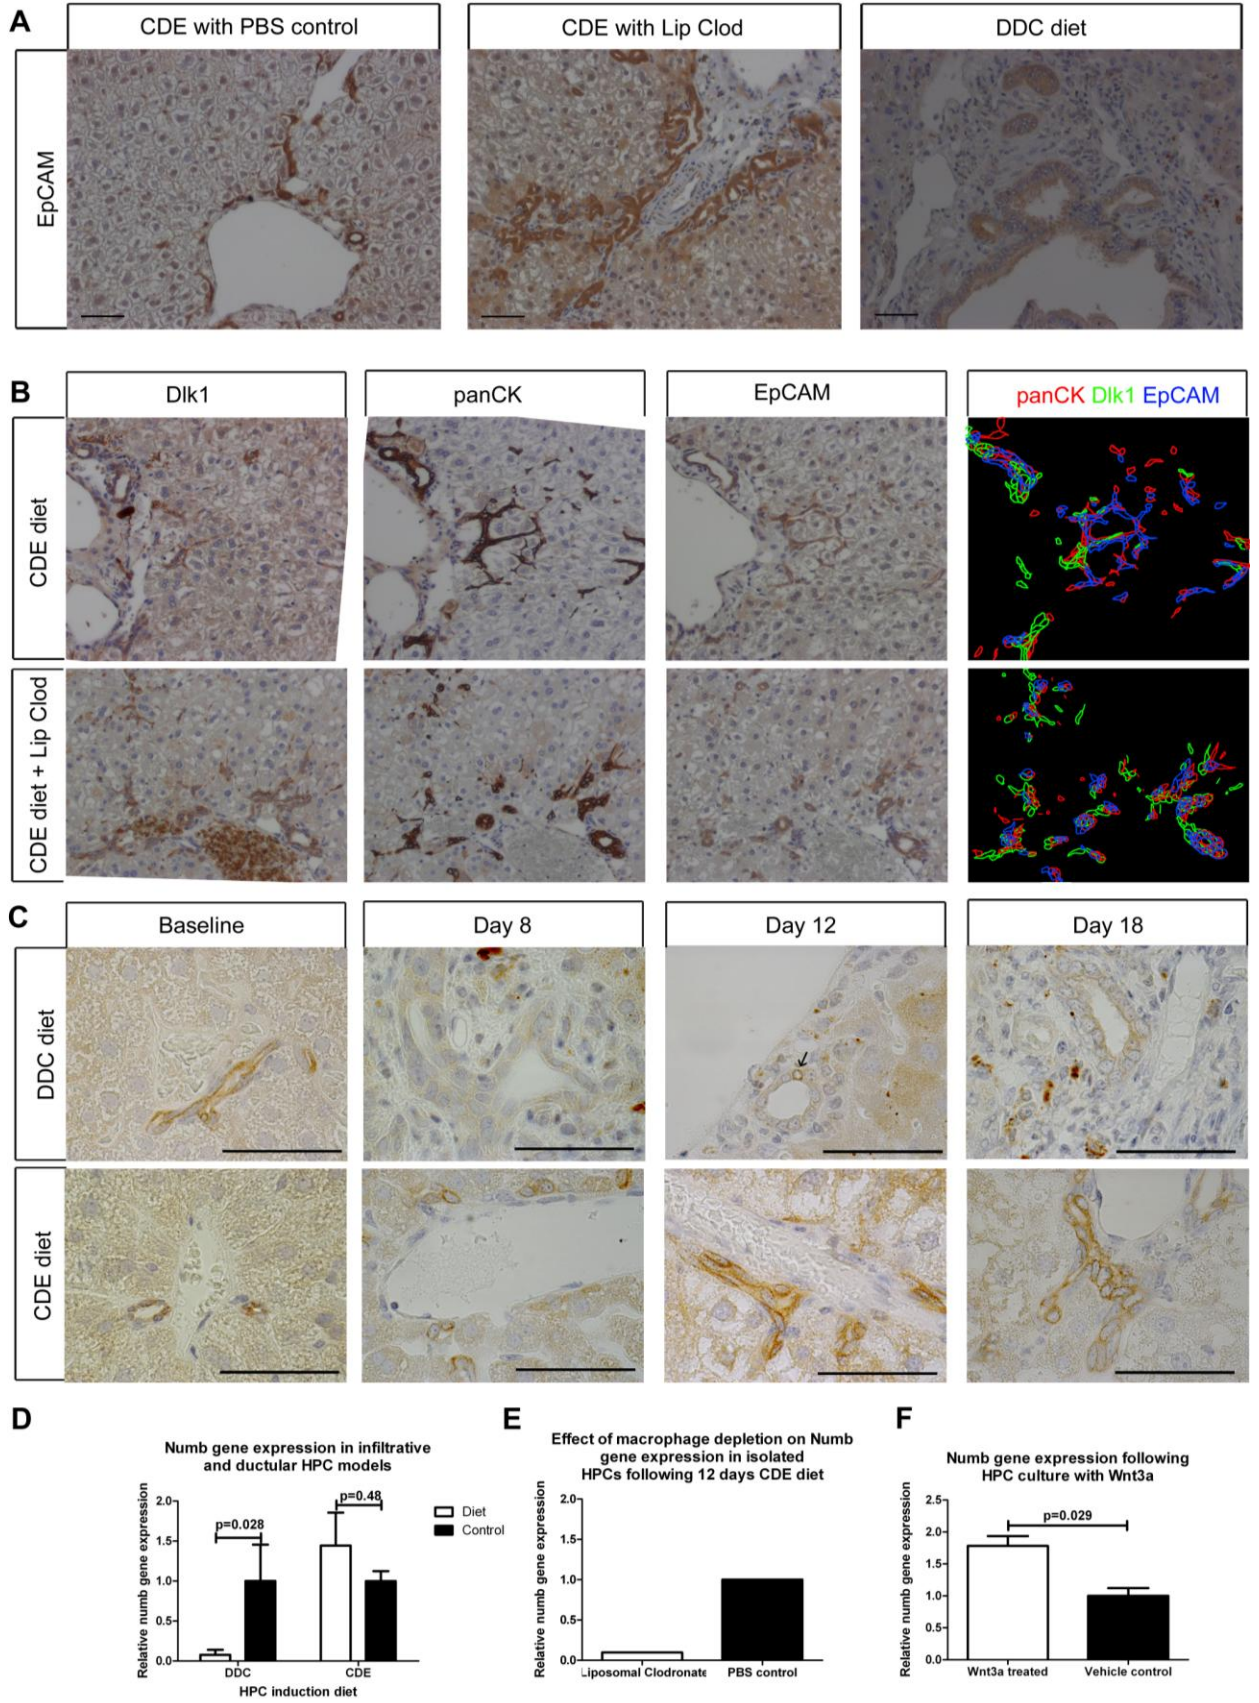 A
CDE with PBS control
CDE with Lip Clod
DDC diet
EpCAM
B
Dlk1
panCK
EpCAM
panCK Dlk1 EpCAM
CDE diet
CDE diet + Lip Clod
C
Baseline
Day 8
Day 12
Day 18
DDC diet
CDE diet
D
Numb gene expression in infiltrative
and ductular HPC models
Relative numb gene expression
2.0
1.5
1.0
0.5
0.0
p=0.028
p=0.48
Diet
Control
DDC
CDE
HPC induction diet
E
Effect of macrophage depletion on Numb
gene expression in isolated
HPCs following 12 days CDE diet
Relative numb gene expression
2.0
1.5
1.0
0.5
0.0
Liposomal Clodronate
PBS control
F
Numb gene expression following
HPC culture with Wnt3a
Relative numb gene expression
2.5
2.0
1.5
1.0
0.5
0.0
p=0.029
Wnt3a treated
Vehicle control